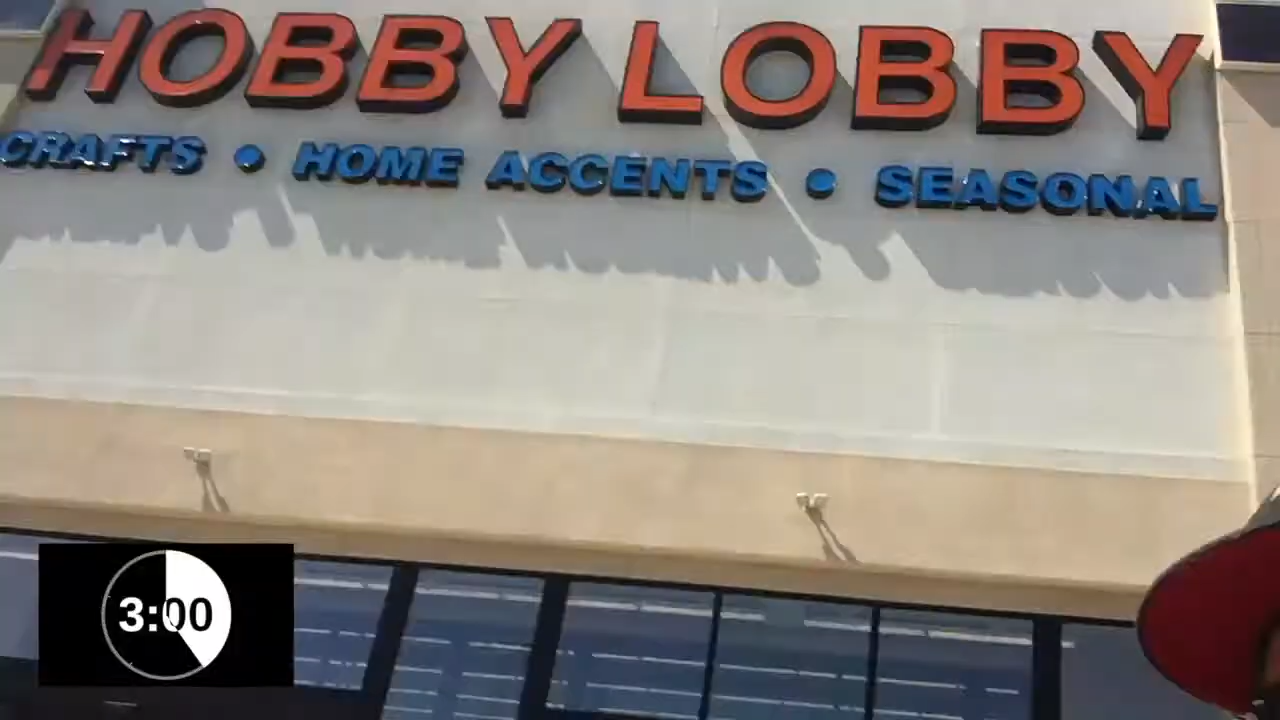 HOBBY LOBBY
CRAFTS • HOME ACCENTS • SEASONAL
3:00